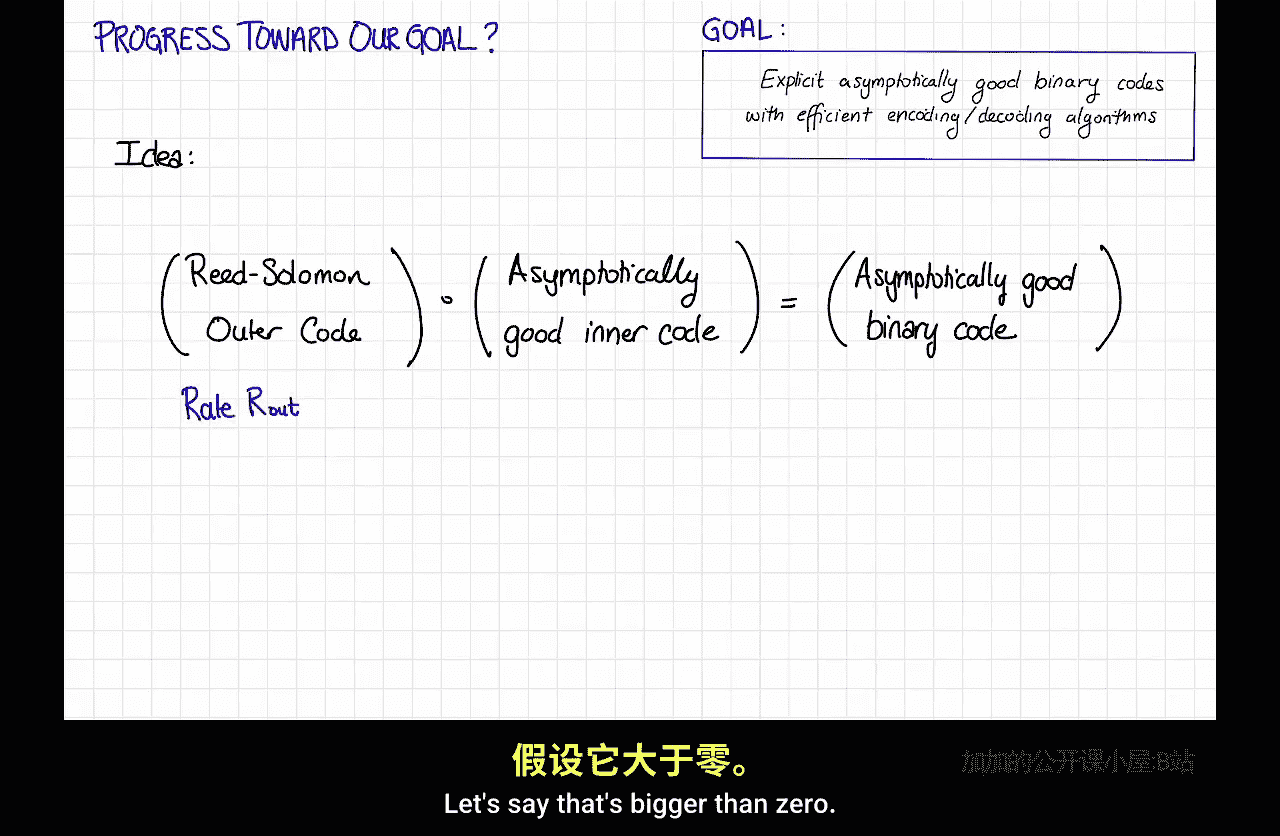 PROGRESS TOWARD OUR GOAL?
GOAL:
Explicit asymptotically good binary codes
with efficient encoding/decoding algorithms
Idea:
(Reed-Solomon Outer Code) ∘ (Asymptotically good inner code) = (Asymptotically good binary code)
Rate Rout
假设它大于零。
加加的公开课小屋:B站
Let's say that's bigger than zero.